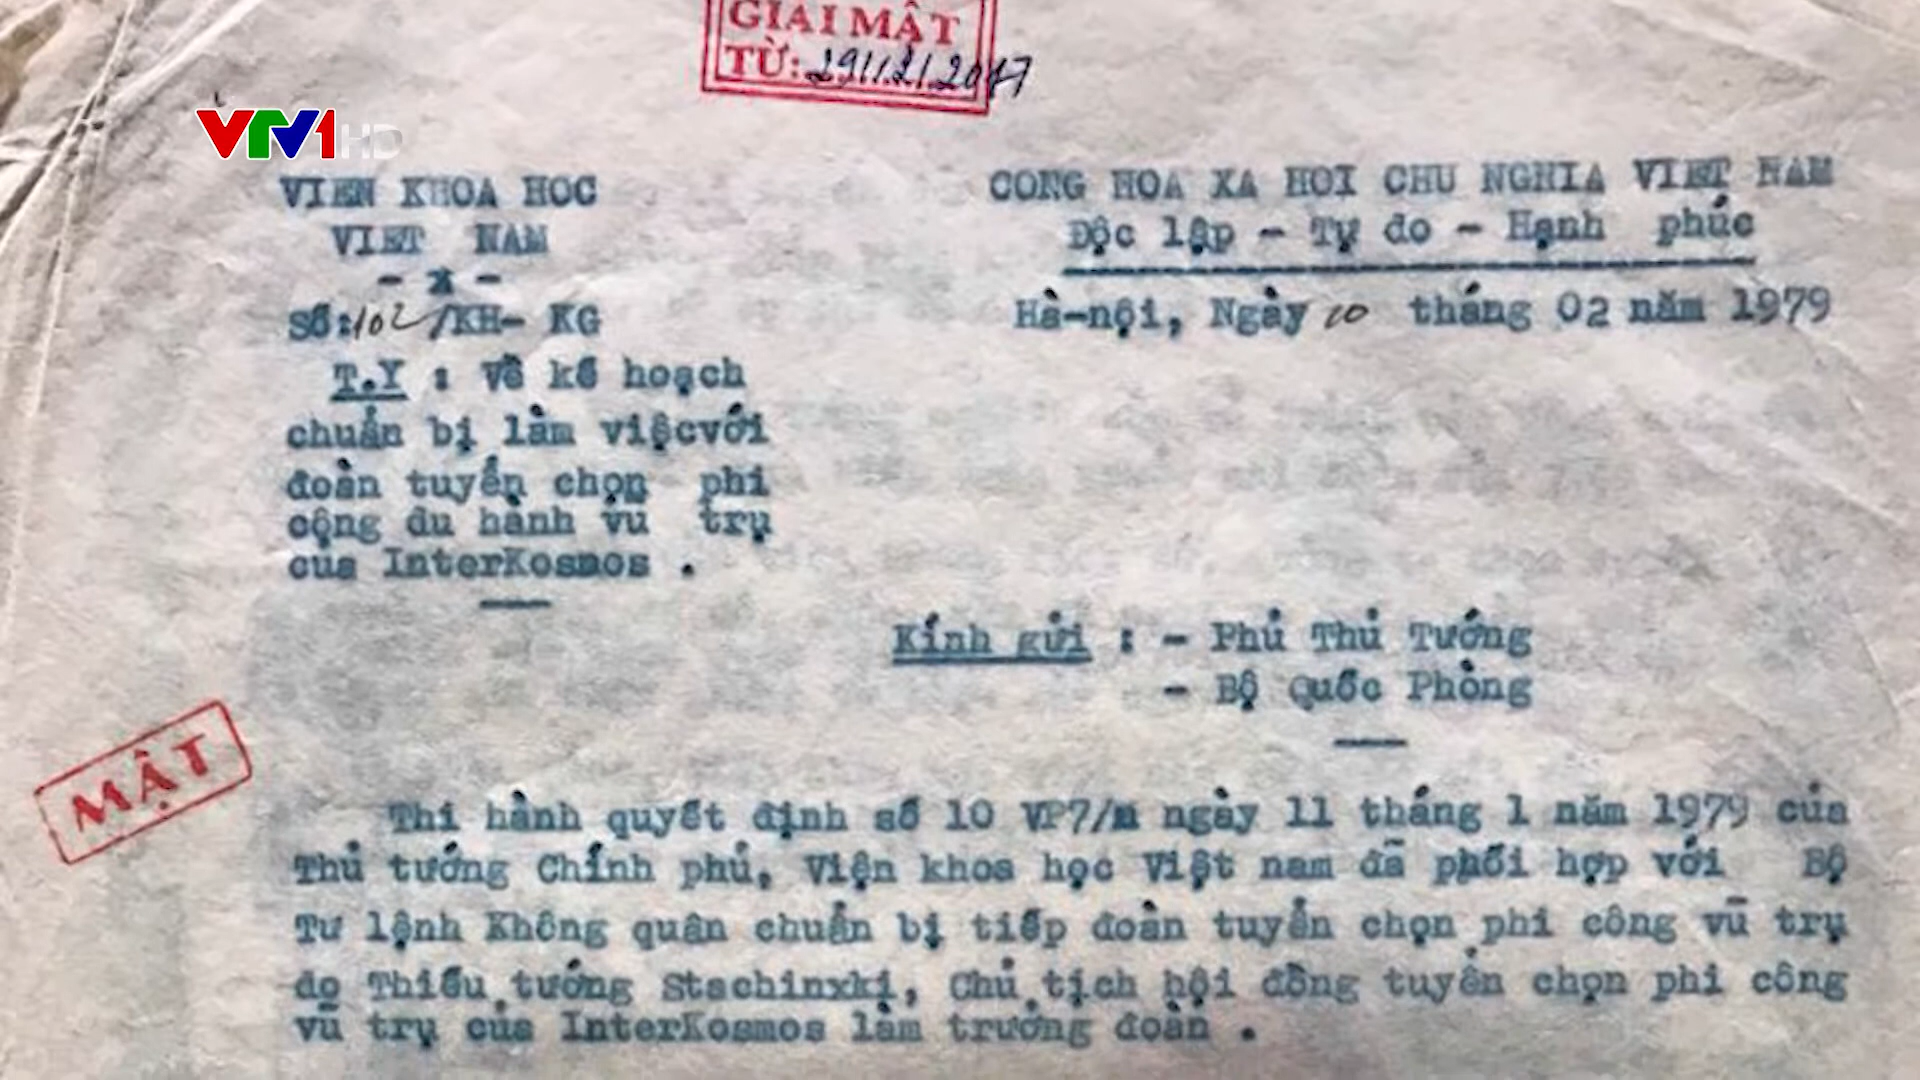 GIẢI MẬT
TỪ: 29/12/2017
VTV1 HD
VIEN KHOA HOC
VIET NAM
- x -
Số: 102/KH- KG
T.Y : Về kế hoạch
chuẩn bị làm việcvới
đoàn tuyển chọn phi
công du hành vu trụ
của InterKosmos .
CONG HOA XA HOI CHU NGHIA VIET NAM
Độc lập - Tự do - Hạnh phúc
Hà-nội, Ngày 10 tháng 02 năm 1979
Kính gửi : - Phủ Thủ Tướng
- Bộ Quốc Phòng
MẬT
Thi hành quyết định số 10 VP7/m ngày 11 tháng 1 năm 1979 của
Thủ tướng Chính phủ, Viện khoa học Việt nam đã phối hợp với Bộ
Tư lệnh Không quân chuẩn bị tiếp đoàn tuyển chọn phi công vũ trụ
do Thiếu tướng Stschinxki, Chủ tịch hội đồng tuyển chọn phi công
vũ trụ của InterKosmos làm trưởng đoàn .